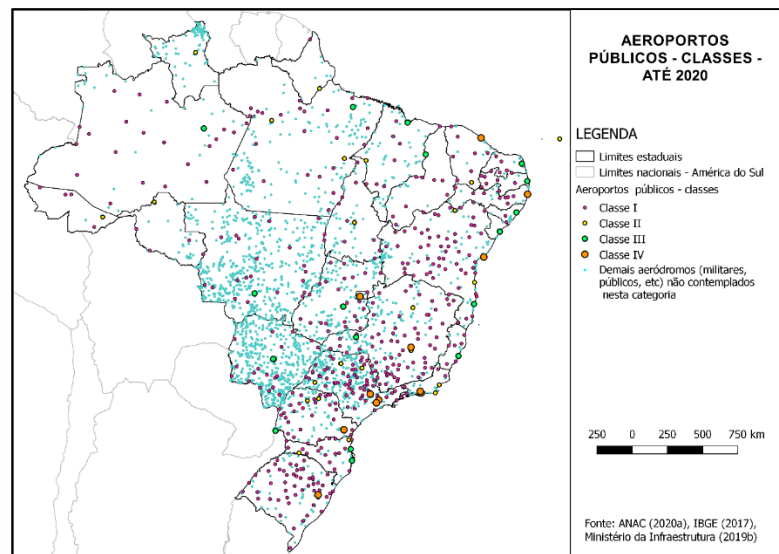 AEROPORTOS
PÚBLICOS - CLASSES -
ATÉ 2020
LEGENDA
Limites estaduais
Limites nacionais - América do Sul
Aeroportos públicos - classes
Classe I
Classe II
Classe III
Classe IV
Demais aeródromos (militares,
públicos, etc) não contemplados
nesta categoria
250 0 250 500 750 km
Fonte: ANAC (2020a), IBGE (2017),
Ministério da Infraestrutura (2019b)